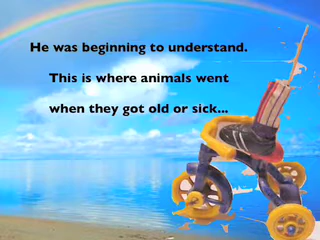 He was beginning to understand.
This is where animals went
when they got old or sick...